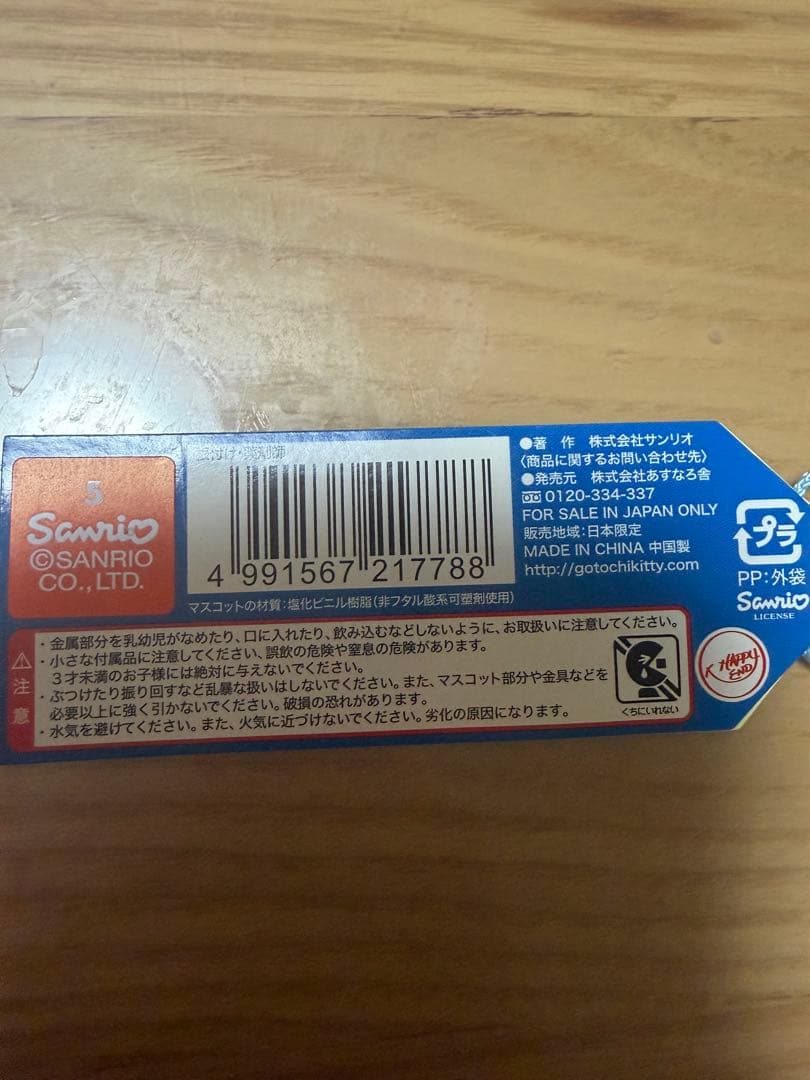 5
Sanrio
©SANRIO
CO.,LTD.
根付け・薬剤師
4 991567 217788
マスコットの材質：塩化ビニル樹脂（非フタル酸系可塑剤使用）
●著 作 株式会社サンリオ
〈商品に関するお問い合わせ先〉
●発売元 株式会社あすなろ舎
0120-334-337
FOR SALE IN JAPAN ONLY
販売地域：日本限定
MADE IN CHINA 中国製
http://gotochikitty.com
プラ
PP：外袋
Sanrio
LICENSE
注意
・金属部分を乳幼児がなめたり、口に入れたり、飲み込むなどしないように、お取扱いに注意してください。
・小さな付属品に注意してください、誤飲の危険や窒息の危険があります。
３才未満のお子様には絶対に与えないでください。
・ぶつけたり振り回すなど乱暴な扱いはしないでください。また、マスコット部分や金具などを
必要以上に強く引かないでください。破損の恐れがあります。
・水気を避けてください。また、火気に近づけないでください。劣化の原因になります。
くちにいれない
HAPPY
END